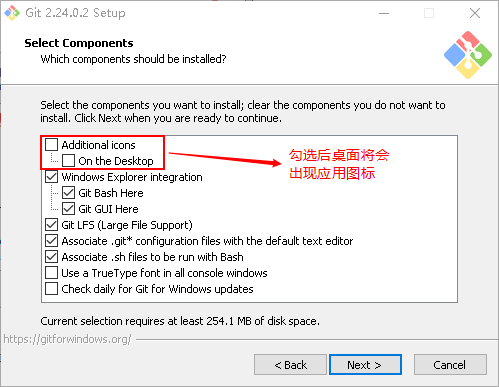 Git 2.24.0.2 Setup
Select Components
Which components should be installed?
Select the components you want to install; clear the components you do not want to
install. Click Next when you are ready to continue.
Additional icons
On the Desktop
勾选后桌面将会
出现应用图标
Windows Explorer integration
Git Bash Here
Git GUI Here
Git LFS (Large File Support)
Associate .git* configuration files with the default text editor
Associate .sh files to be run with Bash
Use a TrueType font in all console windows
Check daily for Git for Windows updates
Current selection requires at least 254.1 MB of disk space.
https://gitforwindows.org/
< Back
Next >
Cancel